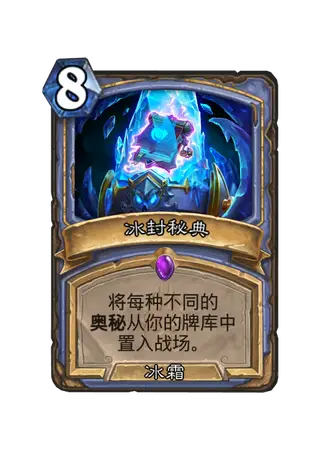 8
冰封秘典
将每种不同的
奥秘从你的牌库中
置入战场。
冰霜